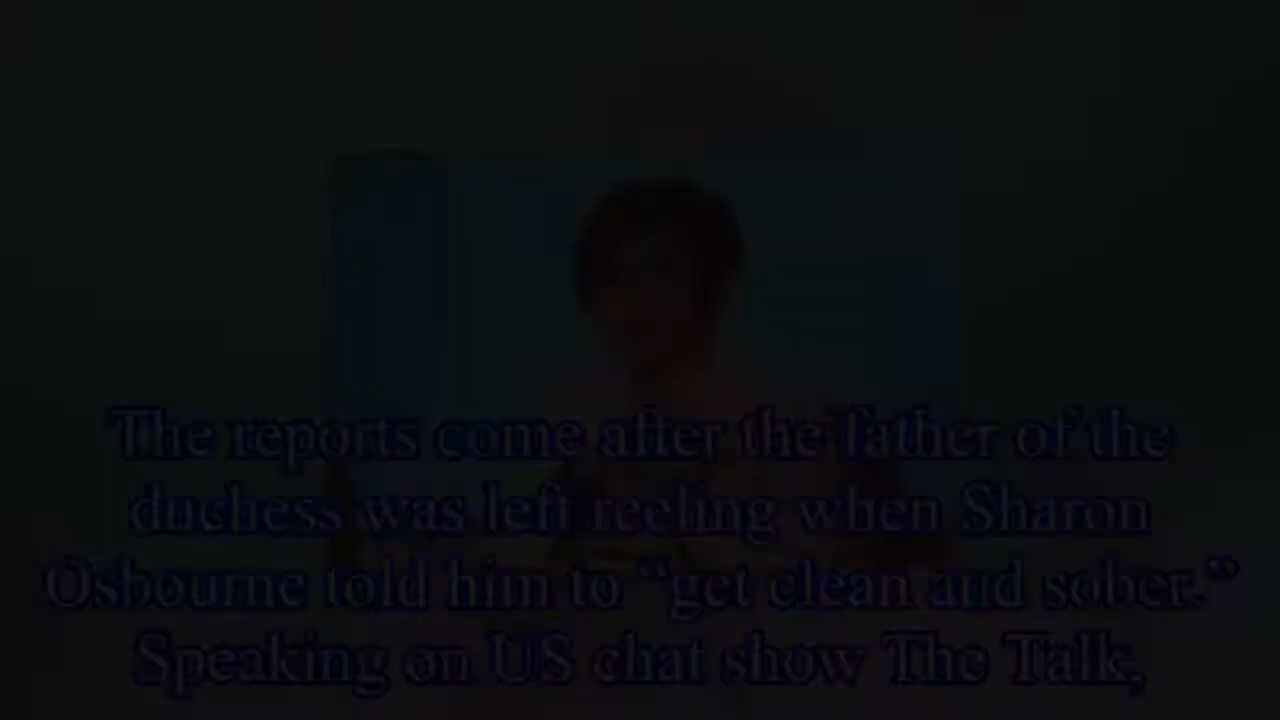 The reports come after the father of the
duchess was left reeling when Sharon
Osbourne told him to “get clean and sober.”
Speaking on US chat show The Talk,